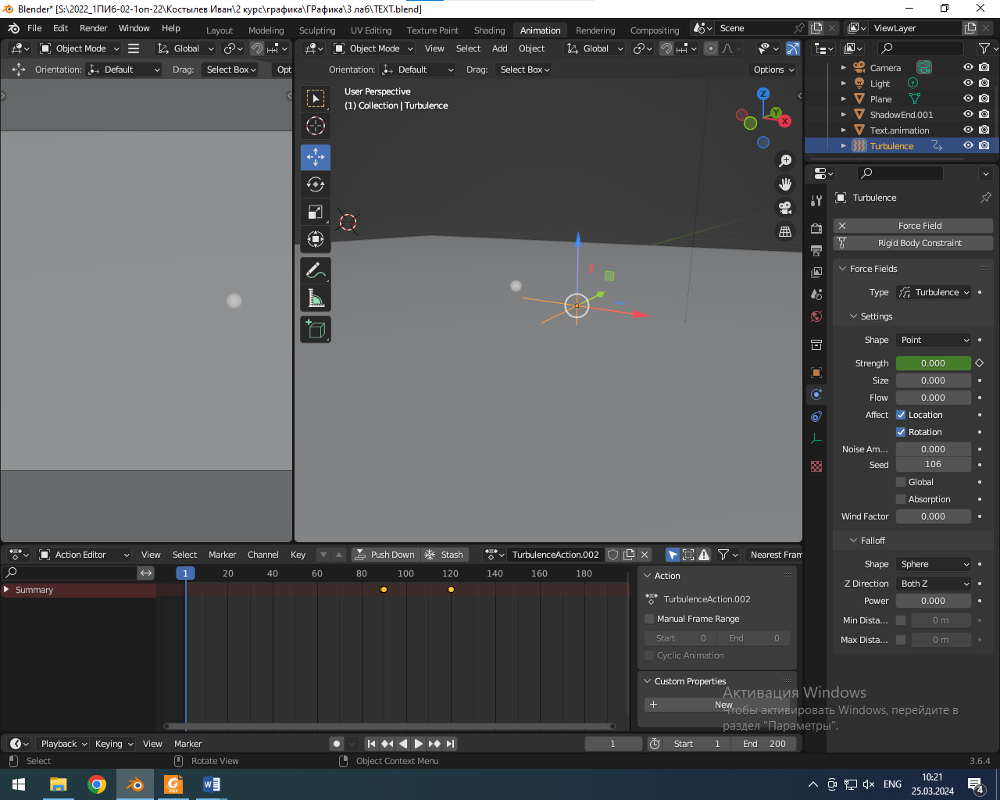 Blender* [S:\2022_1ПИб-02-1оп-22\Костылев Иван\2 курс\графика\ГРафика\3 лаб\TEXT.blend]
File Edit Render Window Help Layout Modeling Sculpting UV Editing Texture Paint Shading Animation Rendering Compositing Scene ViewLayer
Object Mode Global Object Mode View Select Add Object Global
Orientation: Default Drag: Select Box Opt Orientation: Default Drag: Select Box Options
User Perspective
(1) Collection | Turbulence
Z
Y
X
Camera
Light
Plane
ShadowEnd.001
Text.animation
Turbulence
Turbulence
Force Field
Rigid Body Constraint
Force Fields
Type Turbulence
Settings
Shape Point
Strength 0.000
Size 0.000
Flow 0.000
Affect Location
Rotation
Noise Am... 0.000
Seed 106
Global
Absorption
Wind Factor 0.000
Falloff
Shape Sphere
Z Direction Both Z
Power 0.000
Min Dista... 0 m
Max Dista... 0 m
Action Editor View Select Marker Channel Key Push Down Stash TurbulenceAction.002 Nearest Fram
1 20 40 60 80 100 120 140 160 180
Summary
Action
TurbulenceAction.002
Manual Frame Range
Start 0 End 0
Cyclic Animation
Custom Properties
New
Активация Windows
Чтобы активировать Windows, перейдите в
раздел "Параметры".
Playback Keying View Marker 1 Start 1 End 200
Select Rotate View Object Context Menu 3.6.4
ENG 10:21
25.03.2024
4